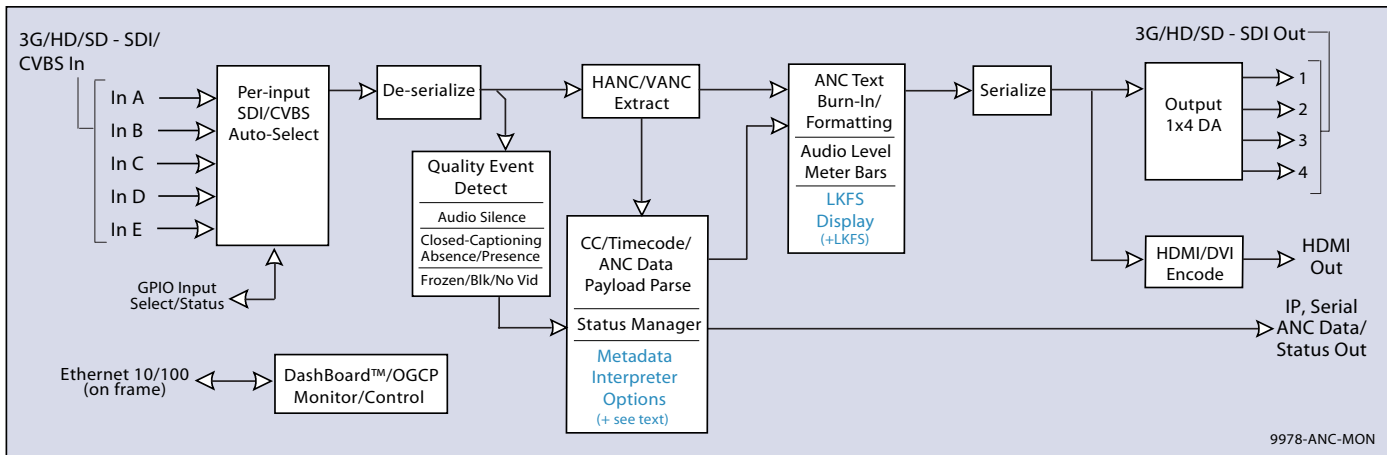 3G/HD/SD - SDI/
CVBS In
In A
In B
In C
In D
In E
Per-input
SDI/CVBS
Auto-Select
GPIO Input
Select/Status
De-serialize
Quality Event
Detect
Audio Silence
Closed-Captioning
Absence/Presence
Frozen/Blk/No Vid
HANC/VANC
Extract
CC/Timecode/
ANC Data
Payload Parse
Status Manager
Metadata
Interpreter
Options
(+ see text)
ANC Text
Burn-In/
Formatting
Audio Level
Meter Bars
LKFS
Display
(+LKFS)
Serialize
3G/HD/SD - SDI Out
Output
1x4 DA
1
2
3
4
HDMI/DVI
Encode
HDMI
Out
IP, Serial
ANC Data/
Status Out
Ethernet 10/100
(on frame)
DashBoard™/OGCP
Monitor/Control
9978-ANC-MON